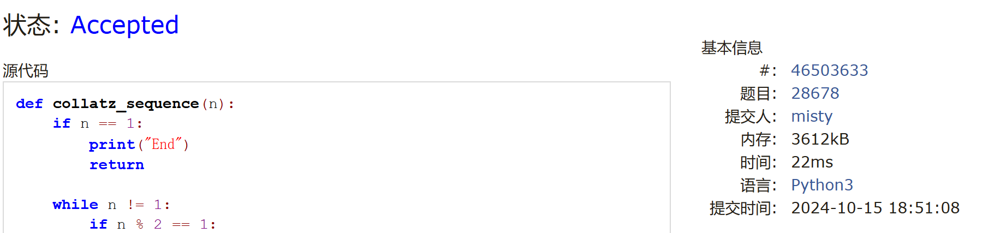 状态: Accepted
源代码
def collatz_sequence(n):
    if n == 1:
        print("End")
        return
    while n != 1:
        if n % 2 == 1:
基本信息
#: 46503633
题目: 28678
提交人: misty
内存: 3612kB
时间: 22ms
语言: Python3
提交时间: 2024-10-15 18:51:08